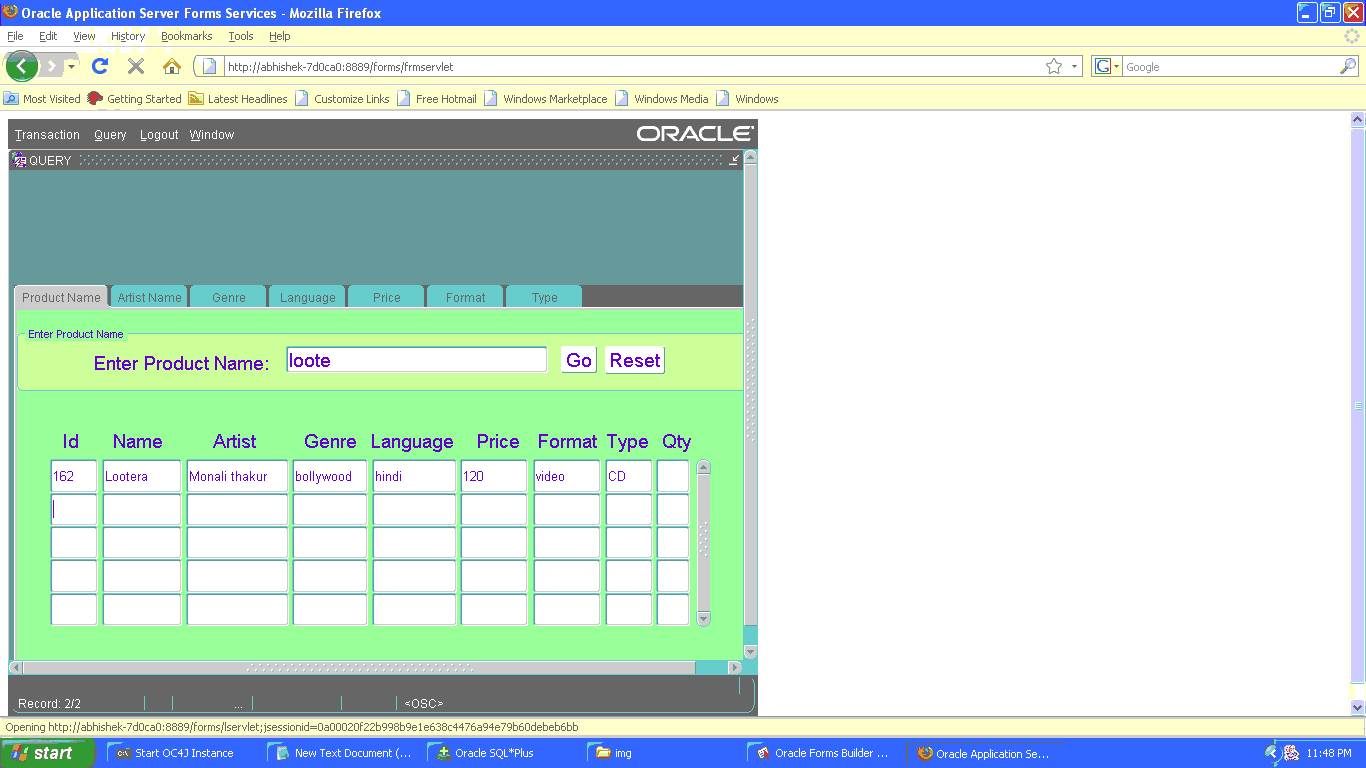 Oracle Application Server Forms Services - Mozilla Firefox
File Edit View History Bookmarks Tools Help
http://abhishek-7d0ca0:8889/forms/frmservlet
Google
Most Visited Getting Started Latest Headlines Customize Links Free Hotmail Windows Marketplace Windows Media Windows
Transaction Query Logout Window ORACLE
QUERY
Product Name Artist Name Genre Language Price Format Type
Enter Product Name
Enter Product Name: loote Go Reset
Id Name Artist Genre Language Price Format Type Qty
162 Lootera Monali thakur bollywood hindi 120 video CD
Record: 2/2 ... <OSC>
Opening http://abhishek-7d0ca0:8889/forms/lservlet;jsessionid=0a00020f22b998b9e1e638c4476a94e79b60debeb6bb
start Start OC4J Instance New Text Document (... Oracle SQL*Plus img Oracle Forms Builder ... Oracle Application Se... 11:48 PM